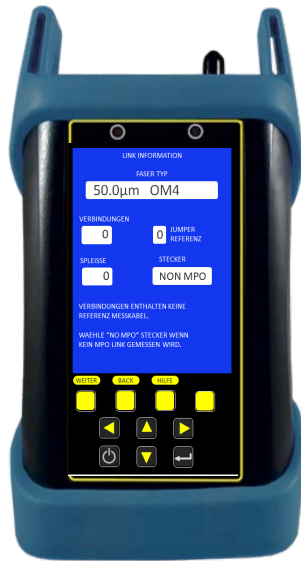 LINK INFORMATION
FASER TYP
50.0µm OM4
VERBINDUNGEN
0
0 JUMPER
REFERENZ
SPLEISSE
0
STECKER
NON MPO
VERBINDUNGEN ENTHALTEN KEINE
REFERENZ MESSKABEL.
WAEHLE "NO MPO" STECKER WENN
KEIN MPO LINK GEMESSEN WIRD.
WEITER BACK HILFE